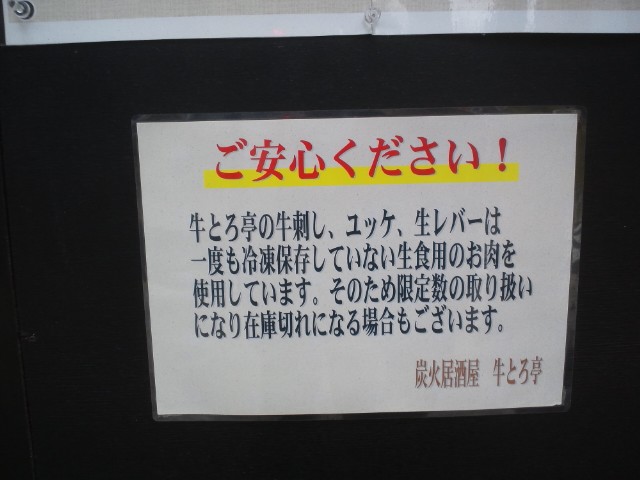 ご安心ください！
牛とろ亭の牛刺し、ユッケ、生レバーは
一度も冷凍保存していない生食用のお肉を
使用しています。そのため限定数の取り扱い
になり在庫切れになる場合もございます。
炭火居酒屋 牛とろ亭